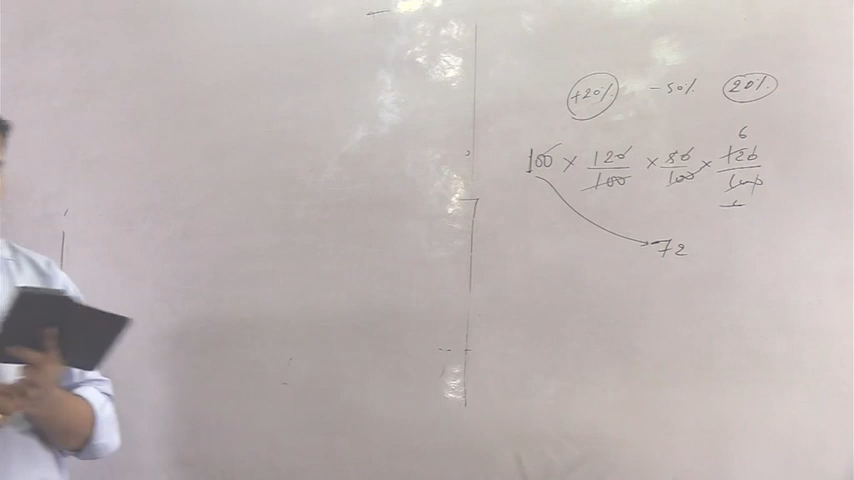 +20% -50% 20%
6
100 × 120/100 × 50/100 × 120/100
72